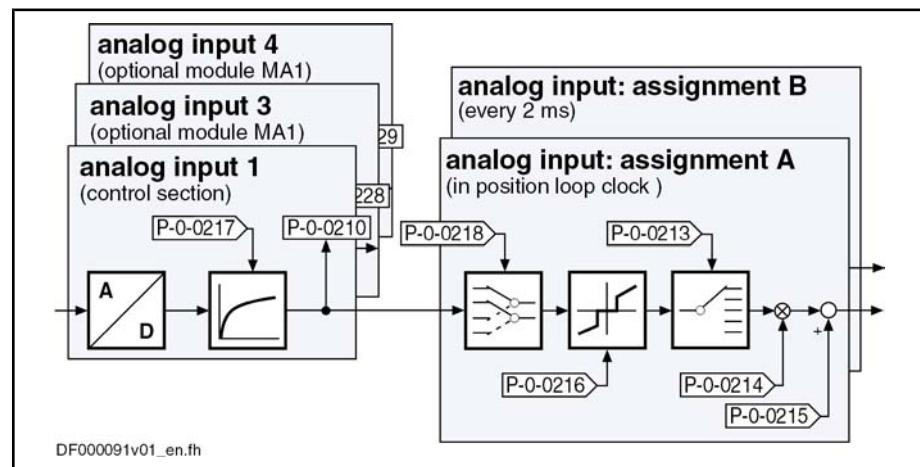 analog input 4
(optional module MA1)
analog input 3
(optional module MA1)
29
analog input 1
(control section)
228
P-0-0217
P-0-0210
A
D
analog input: assignment B
(every 2 ms)
analog input: assignment A
(in position loop clock )
P-0-0218
P-0-0213
P-0-0216
P-0-0214
+
P-0-0215
DF000091v01_en.fh